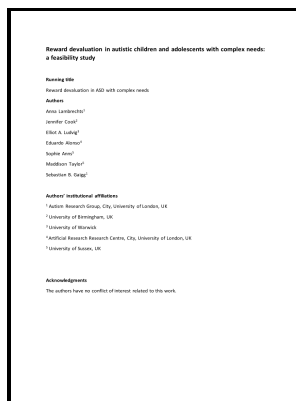 Reward devaluation in autistic children and adolescents with complex needs:
a feasibility study
Running title
Reward devaluation in ASD with complex needs
Authors
Anna Lambrechts¹
Jennifer Cook²
Elliot A. Ludvig³
Eduardo Alonso⁴
Sophie Anns⁵
Maddison Taylor⁵
Sebastian B. Gaigg¹
Authors' institutional affiliations
¹ Autism Research Group, City, University of London, UK
² University of Birmingham, UK
³ University of Warwick
⁴ Artificial Research Research Centre, City, University of London, UK
⁵ University of Sussex, UK
Acknowledgments
The authors have no conflict of interest related to this work.